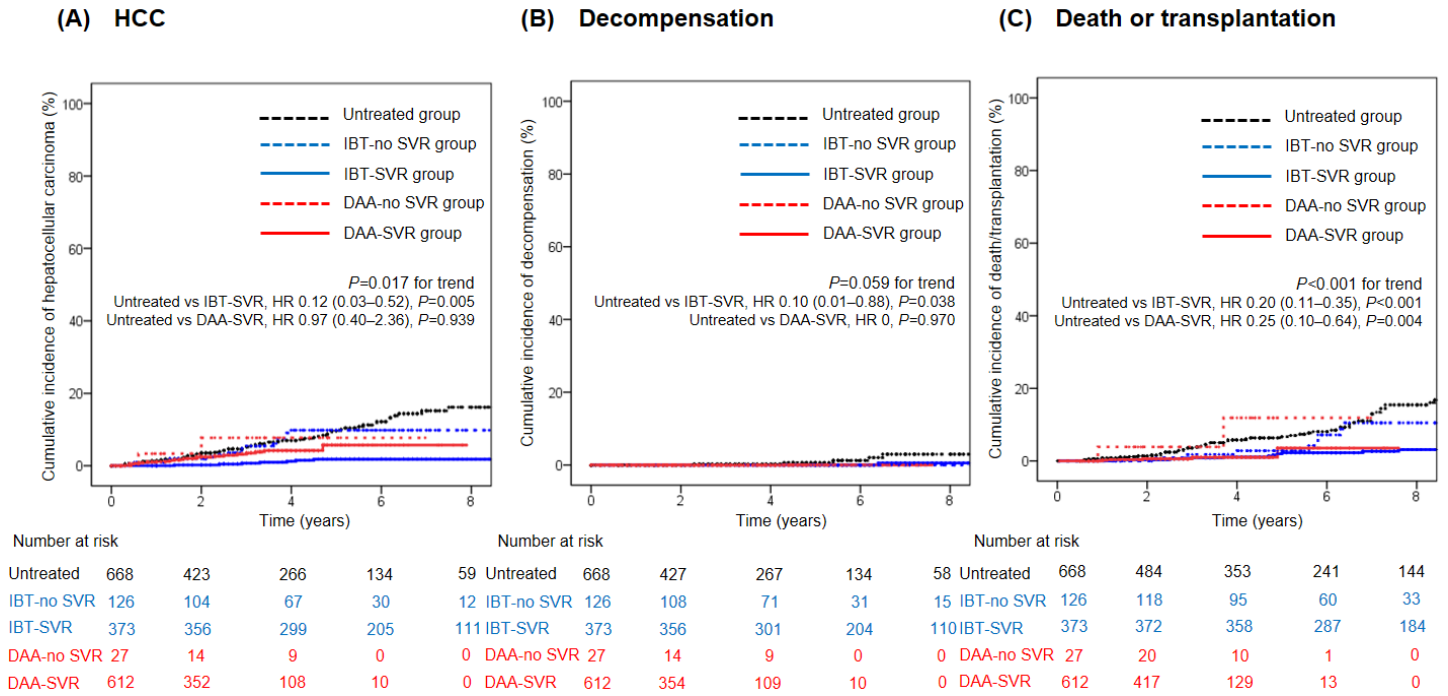 (A) HCC
(B) Decompensation
(C) Death or transplantation
Cumulative incidence of hepatocellular carcinoma (%)
100
80
60
40
20
0
Untreated group
IBT-no SVR group
IBT-SVR group
DAA-no SVR group
DAA-SVR group
P=0.017 for trend
Untreated vs IBT-SVR, HR 0.12 (0.03–0.52), P=0.005
Untreated vs DAA-SVR, HR 0.97 (0.40–2.36), P=0.939
0 2 4 6 8
Time (years)
Cumulative incidence of decompensation (%)
100
80
60
40
20
0
Untreated group
IBT-no SVR group
IBT-SVR group
DAA-no SVR group
DAA-SVR group
P=0.059 for trend
Untreated vs IBT-SVR, HR 0.10 (0.01–0.88), P=0.038
Untreated vs DAA-SVR, HR 0, P=0.970
0 2 4 6 8
Time (years)
Cumulative incidence of death/transplantation (%)
100
80
60
40
20
0
Untreated group
IBT-no SVR group
IBT-SVR group
DAA-no SVR group
DAA-SVR group
P<0.001 for trend
Untreated vs IBT-SVR, HR 0.20 (0.11–0.35), P<0.001
Untreated vs DAA-SVR, HR 0.25 (0.10–0.64), P=0.004
0 2 4 6 8
Time (years)
Number at risk
Untreated 668 423 266 134 59
IBT-no SVR 126 104 67 30 12
IBT-SVR 373 356 299 205 111
DAA-no SVR 27 14 9 0 0
DAA-SVR 612 352 108 10 0
Number at risk
Untreated 668 427 267 134 58
IBT-no SVR 126 108 71 31 15
IBT-SVR 373 356 301 204 110
DAA-no SVR 27 14 9 0 0
DAA-SVR 612 354 109 10 0
Number at risk
Untreated 668 484 353 241 144
IBT-no SVR 126 118 95 60 33
IBT-SVR 373 372 358 287 184
DAA-no SVR 27 20 10 1 0
DAA-SVR 612 417 129 13 0